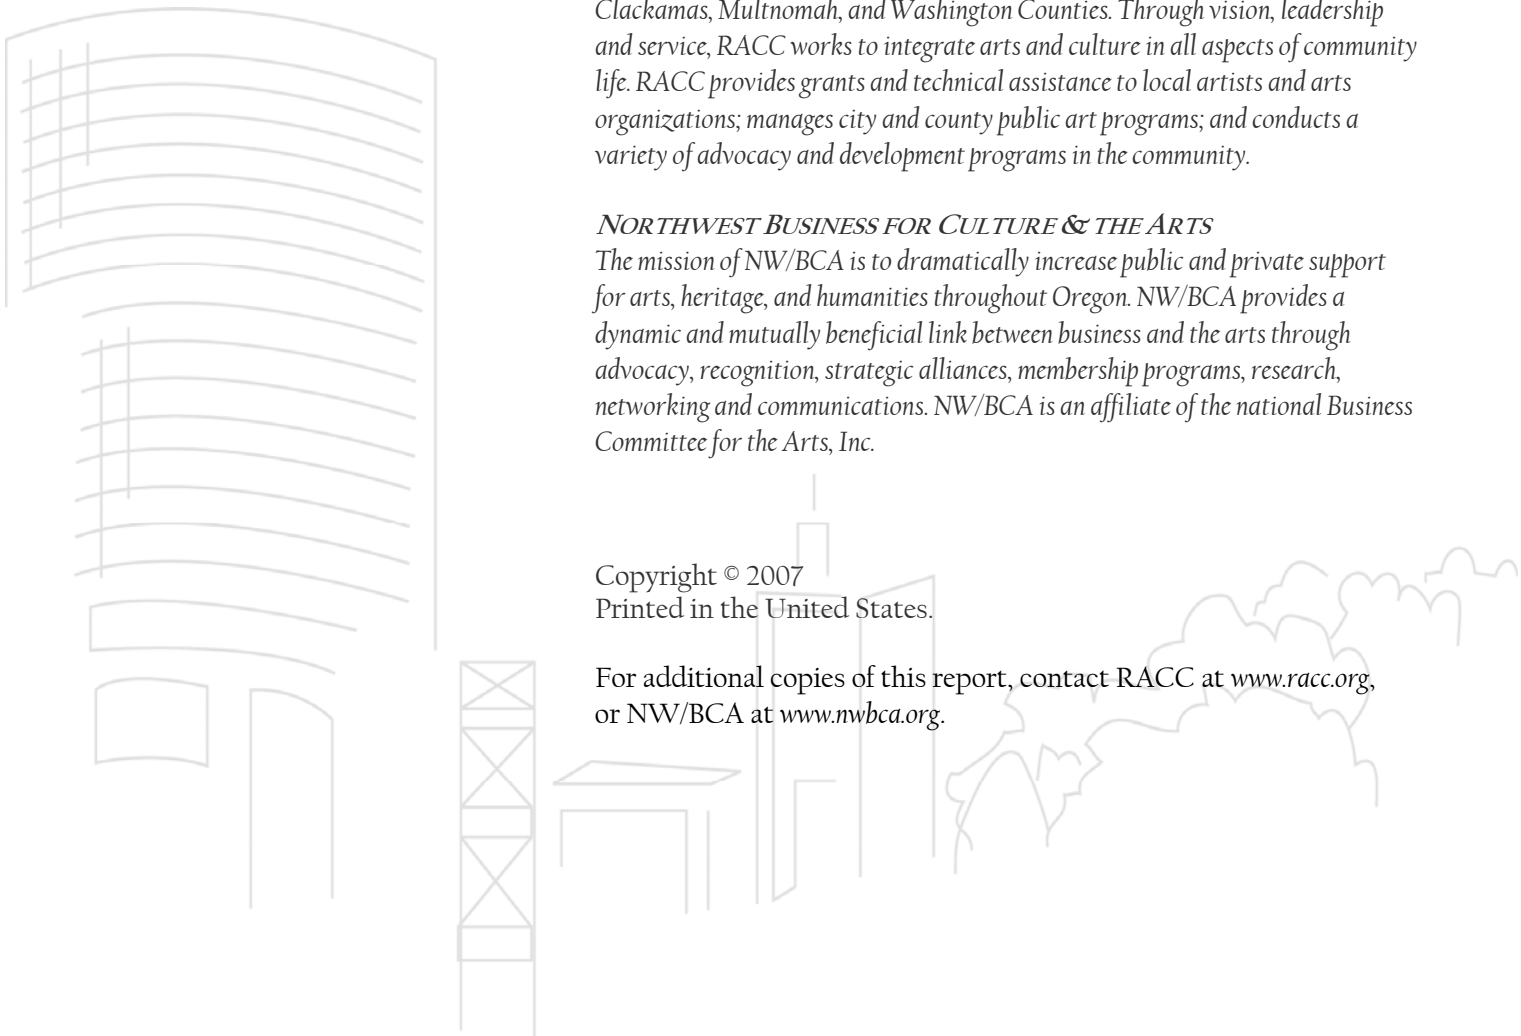 Clackamas, Multnomah, and Washington Counties. Through vision, leadership
and service, RACC works to integrate arts and culture in all aspects of community
life. RACC provides grants and technical assistance to local artists and arts
organizations; manages city and county public art programs; and conducts a
variety of advocacy and development programs in the community.
NORTHWEST BUSINESS FOR CULTURE & THE ARTS
The mission of NW/BCA is to dramatically increase public and private support
for arts, heritage, and humanities throughout Oregon. NW/BCA provides a
dynamic and mutually beneficial link between business and the arts through
advocacy, recognition, strategic alliances, membership programs, research,
networking and communications. NW/BCA is an affiliate of the national Business
Committee for the Arts, Inc.
Copyright © 2007
Printed in the United States.
For additional copies of this report, contact RACC at www.racc.org,
or NW/BCA at www.nwbca.org.